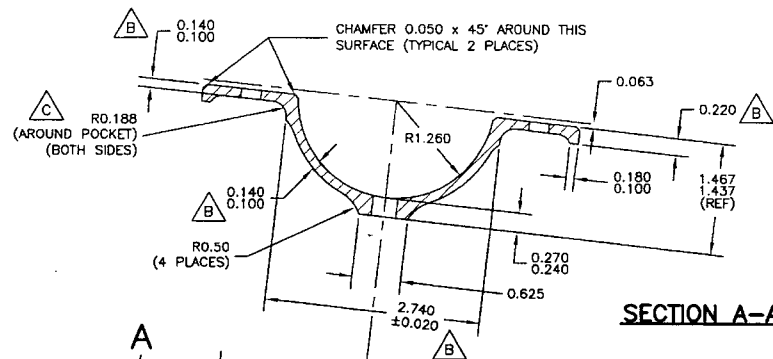 B
0.140
0.100
CHAMFER 0.050 x 45° AROUND THIS
SURFACE (TYPICAL 2 PLACES)
0.063
0.220
B
C
R0.188
(AROUND POCKET)
(BOTH SIDES)
R1.260
0.140
0.100
B
0.180
0.100
1.467
1.437
(REF)
R0.50
(4 PLACES)
0.270
0.240
0.625
2.740
±0.020
B
SECTION A-A
A